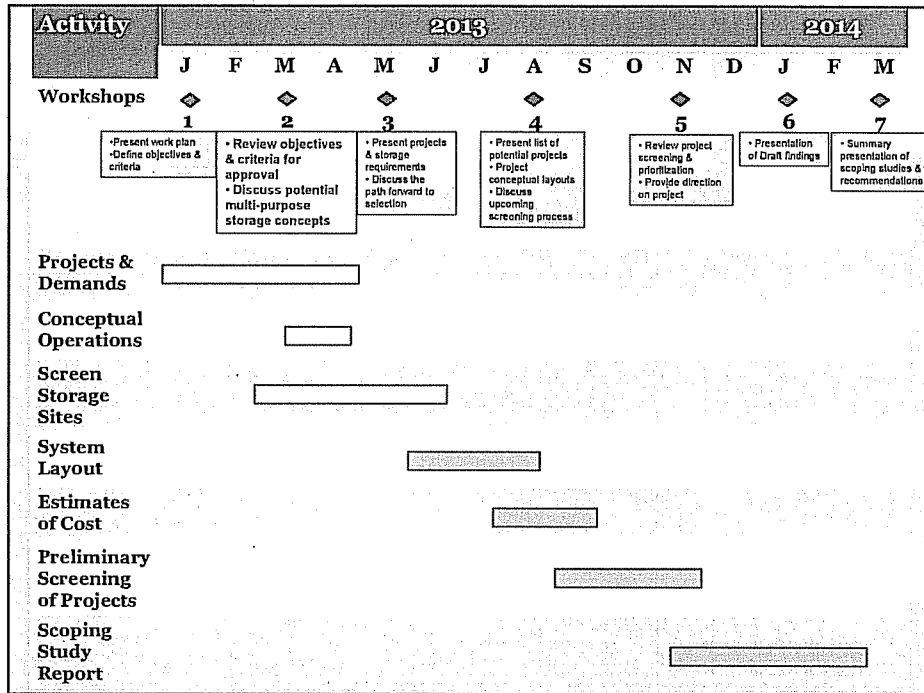 Activity 2013 2014
J F M A M J J A S O N D J F M
Workshops
1 2 3 4 5 6 7
•Present work plan
•Define objectives &
criteria
• Review objectives
& criteria for
approval
• Discuss potential
multi-purpose
storage concepts
• Present projects
& storage
requirements
• Discuss the
path forward to
selection
• Present list of
potential projects
• Project
conceptual layouts
• Discuss
upcoming
screening process
• Review project
screening &
prioritization
• Provide direction
on project
• Presentation
of Draft findings
• Summary
presentation of
scoping studies &
recommendations
Projects &
Demands
Conceptual
Operations
Screen
Storage
Sites
System
Layout
Estimates
of Cost
Preliminary
Screening
of Projects
Scoping
Study
Report